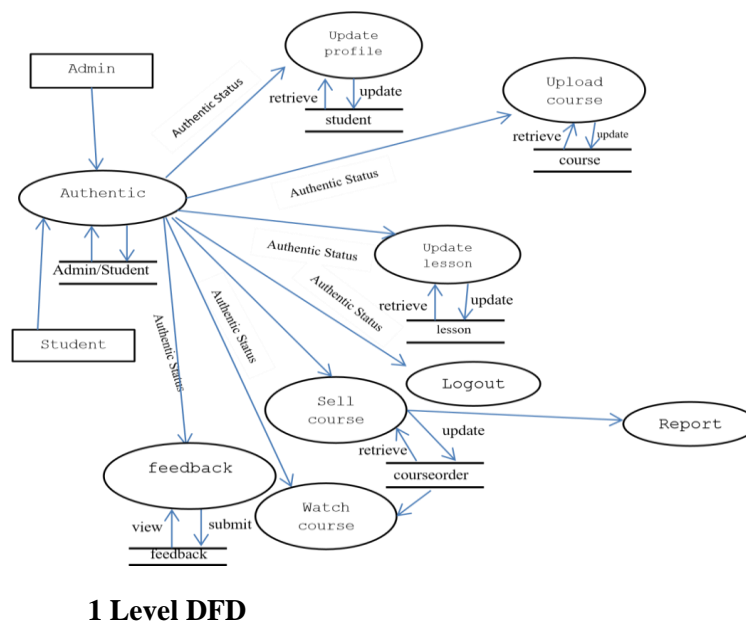 Update
profile
Admin
Authentic Status
retrieve
update
student
Upload
course
retrieve
update
course
Authentic
Authentic Status
Admin/Student
Authentic Status
Update
lesson
retrieve
update
lesson
Student
Authentic Status
Authentic Status
Authentic Status
Logout
Sell
course
Report
update
retrieve
courseorder
feedback
Watch
course
view
submit
feedback
1 Level DFD